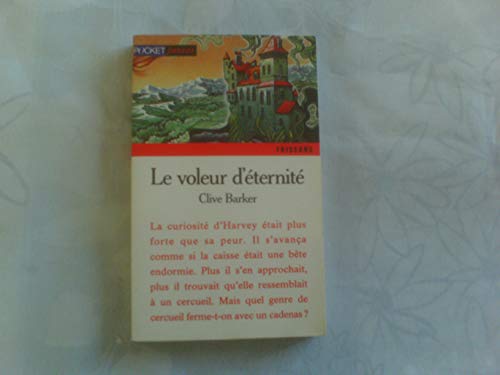 POCKET junior
FRISSONS
Le voleur d'éternité
Clive Barker
La curiosité d'Harvey était plus
forte que sa peur. Il s'avança
comme si la caisse était une bête
endormie. Plus il s'en approchait,
plus il trouvait qu'elle ressemblait
à un cercueil. Mais quel genre de
cercueil ferme-t-on avec un cadenas ?